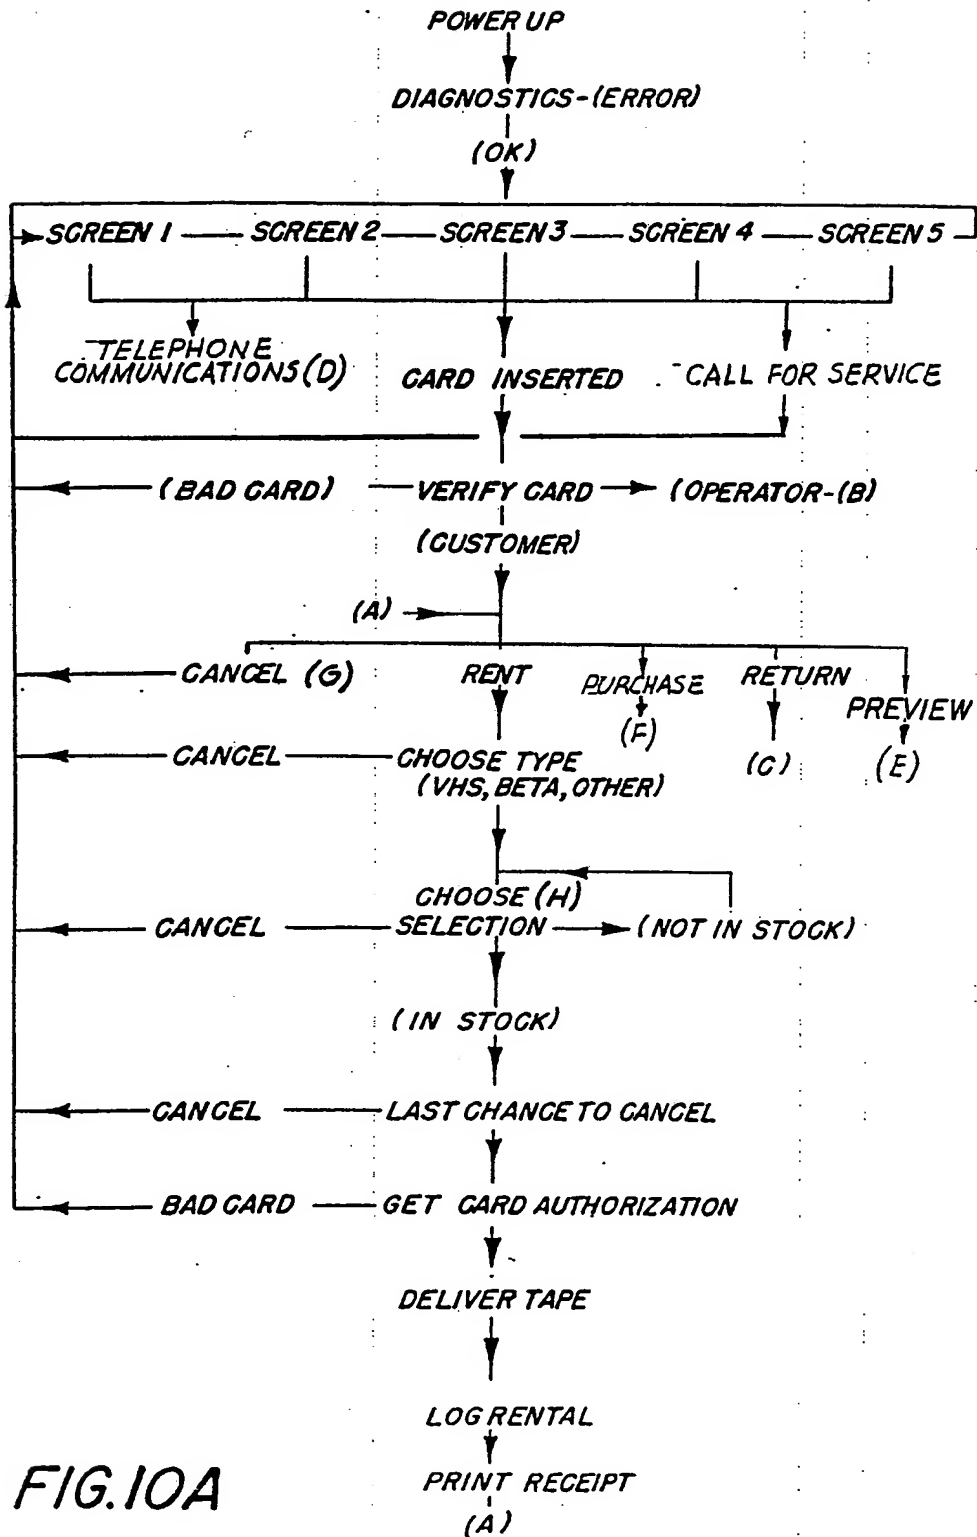 POWER UP
DIAGNOSTICS-(ERROR)
(OK)
SCREEN 1 SCREEN 2 SCREEN 3 SCREEN 4 SCREEN 5
TELEPHONE
COMMUNICATIONS (D)
CARD INSERTED
CALL FOR SERVICE
(BAD CARD) VERIFY CARD (OPERATOR-(B)
(CUSTOMER)
(A)
CANCEL (G) RENT PURCHASE RETURN
PREVIEW
(F)
(C)
(E)
CANCEL CHOOSE TYPE
(VHS, BETA, OTHER)
CHOOSE (H)
CANCEL SELECTION (NOT IN STOCK)
(IN STOCK)
CANCEL LAST CHANCE TO CANCEL
BAD CARD GET CARD AUTHORIZATION
DELIVER TAPE
LOG RENTAL
PRINT RECEIPT
(A)
FIG. 10A